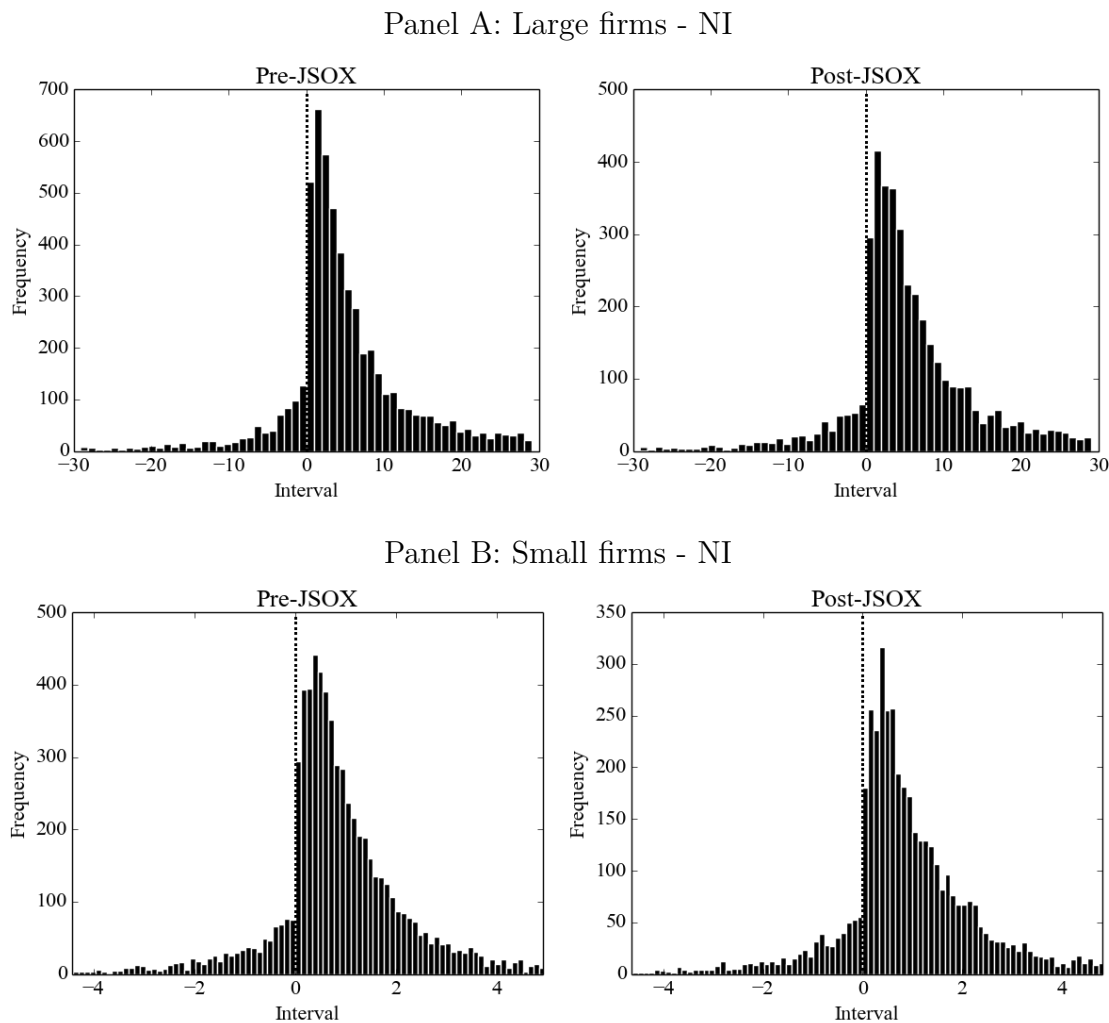 Panel A: Large firms - NI
Pre-JSOX
700
600
500
400
300
200
100
0
Frequency
−30 −20 −10 0 10 20 30
Interval
Post-JSOX
500
400
300
200
100
0
Frequency
−30 −20 −10 0 10 20 30
Interval
Panel B: Small firms - NI
Pre-JSOX
500
400
300
200
100
0
Frequency
−4 −2 0 2 4
Interval
Post-JSOX
350
300
250
200
150
100
50
0
Frequency
−4 −2 0 2 4
Interval